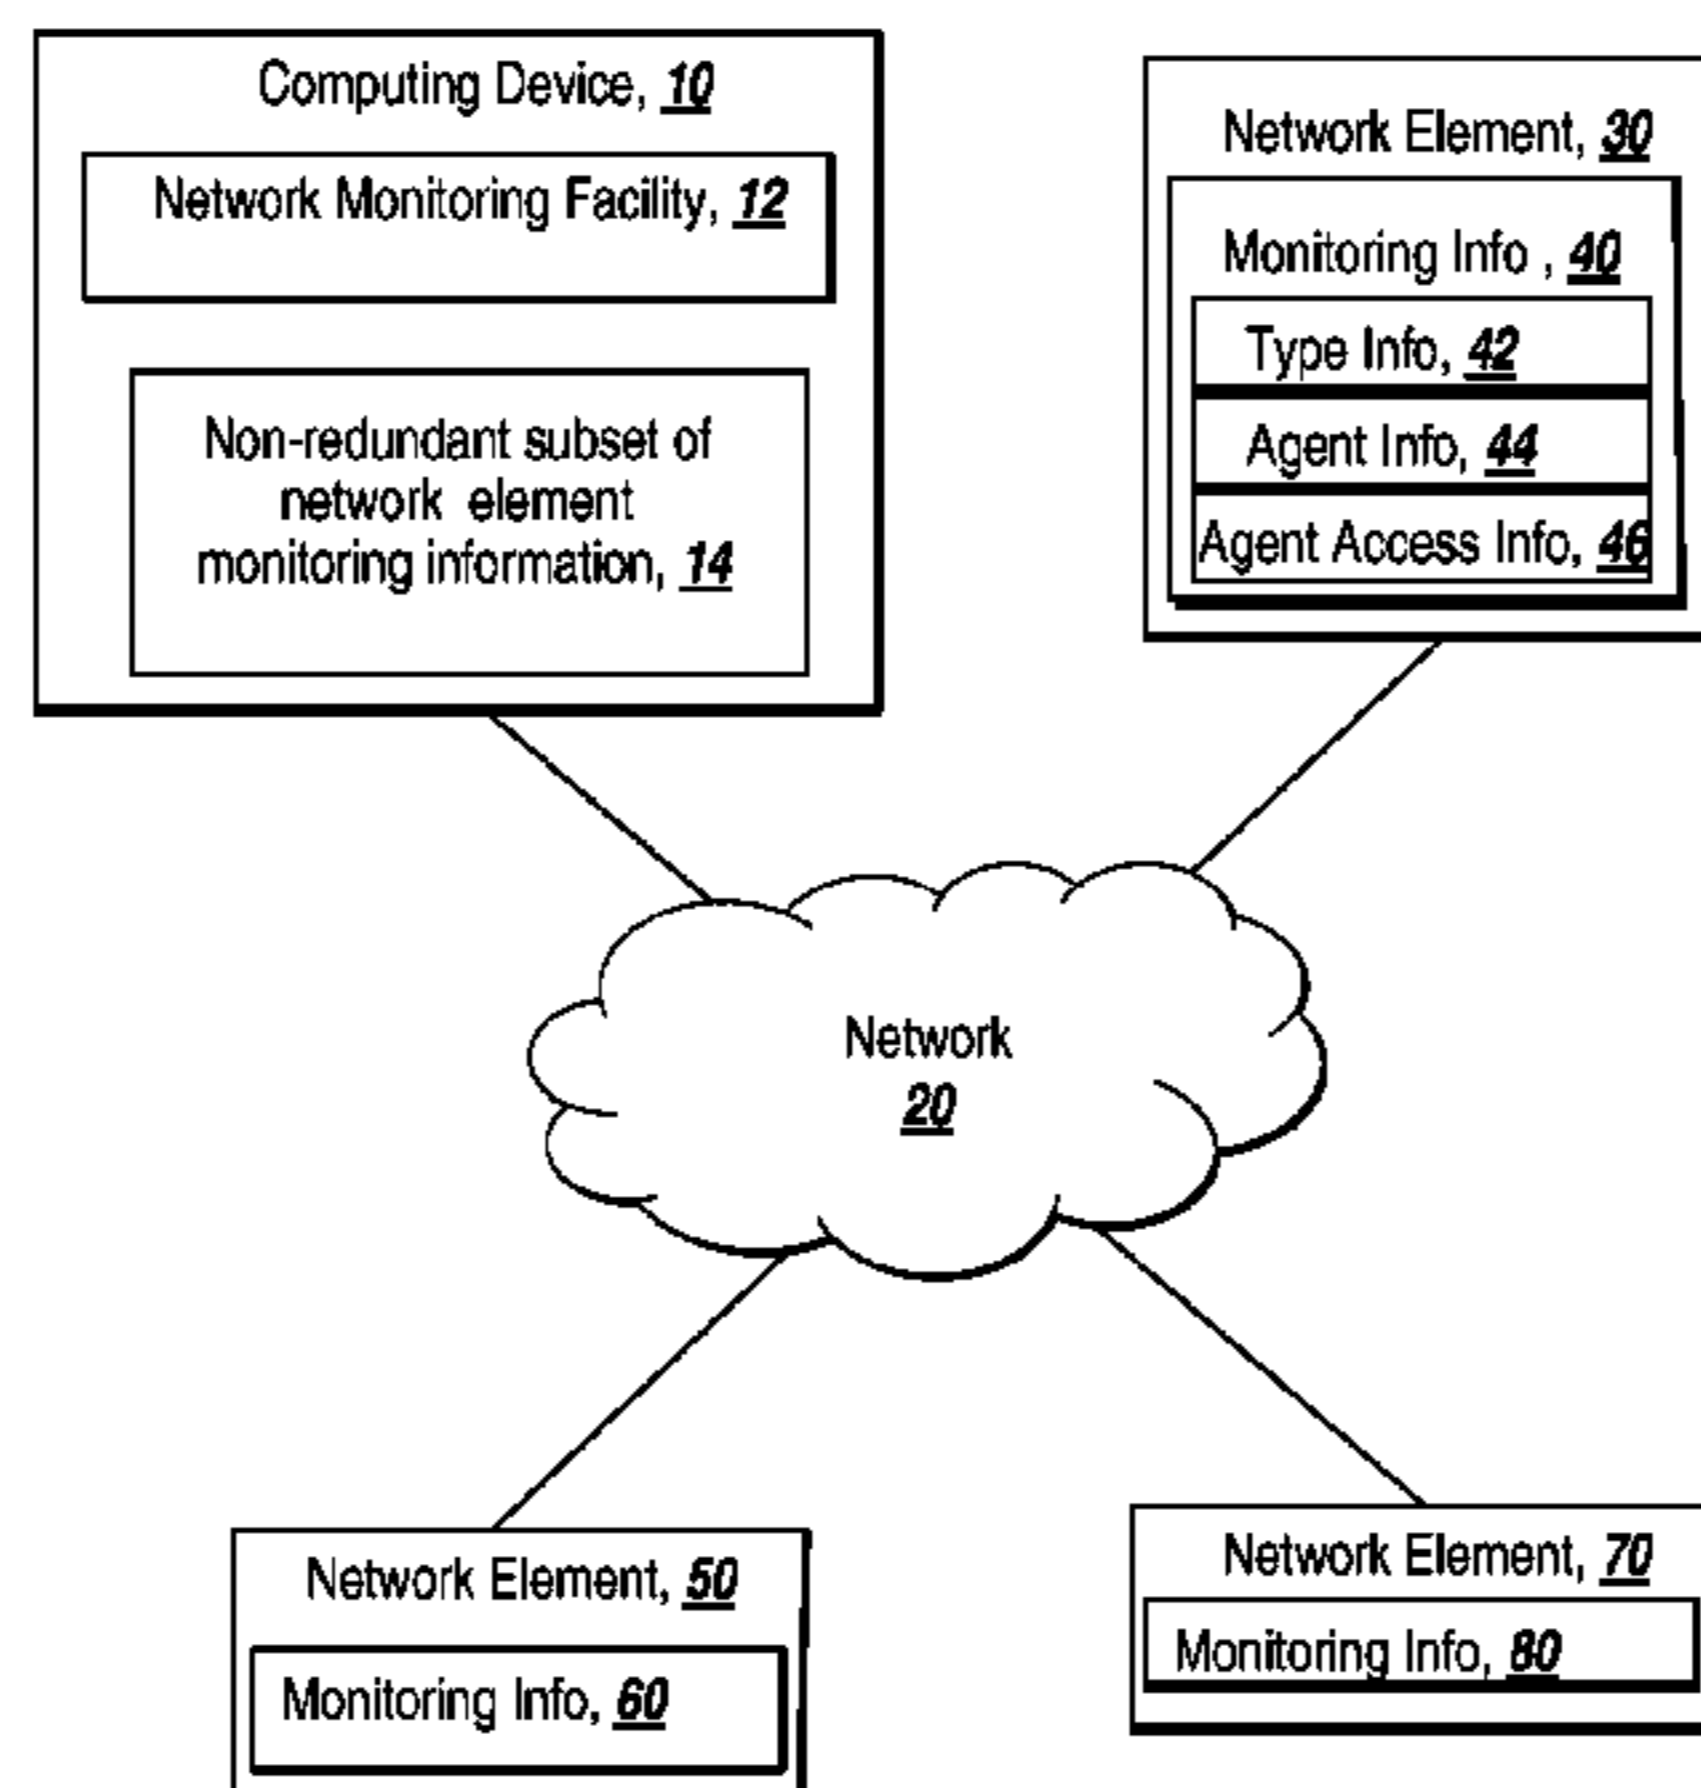 Computing Device, 10
Network Monitoring Facility, 12
Non-redundant subset of
network element
monitoring information, 14
Network Element, 30
Monitoring Info , 40
Type Info, 42
Agent Info, 44
Agent Access Info, 46
Network
20
Network Element, 50
Monitoring Info, 60
Network Element, 70
Monitoring Info, 80